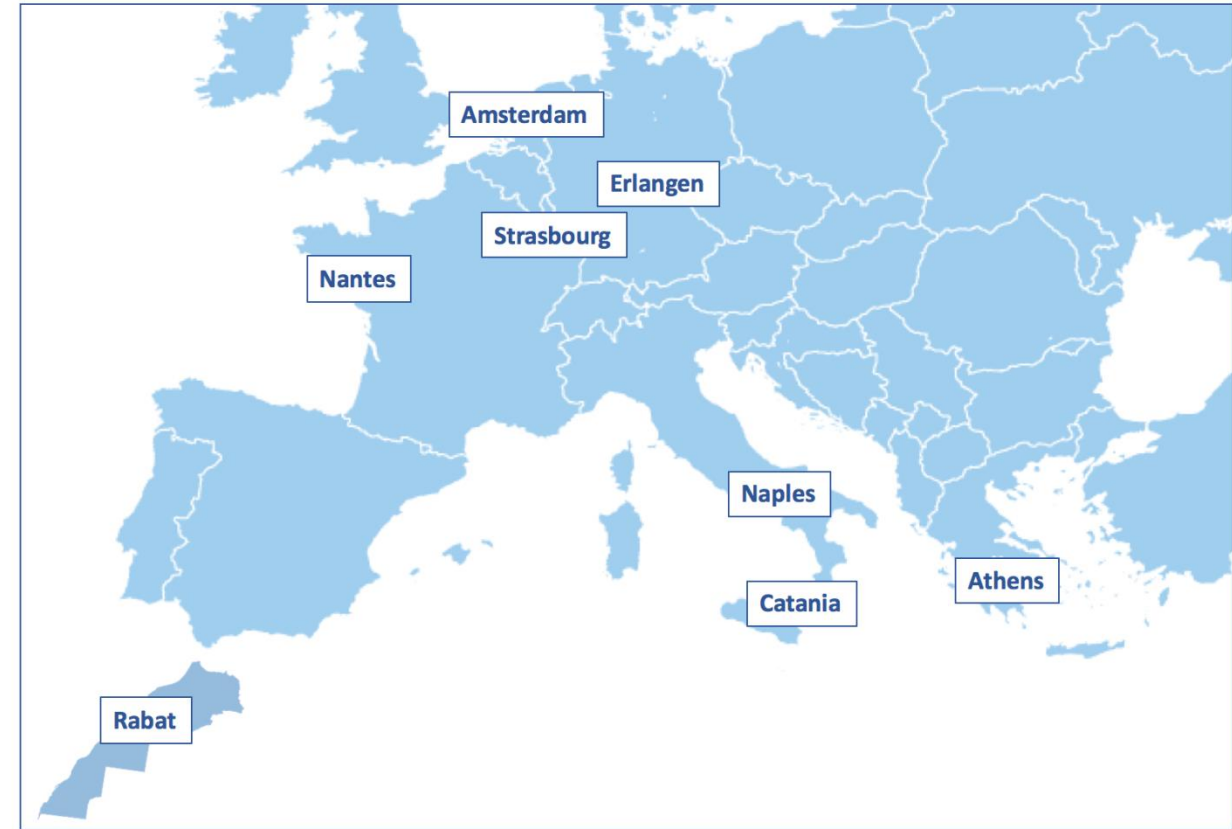 Amsterdam
Erlangen
Strasbourg
Nantes
Naples
Athens
Catania
Rabat